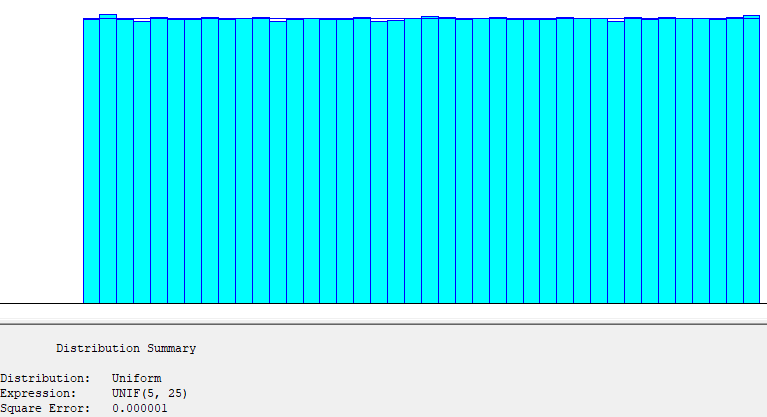 Distribution Summary
Distribution: Uniform
Expression: UNIF(5, 25)
Square Error: 0.000001